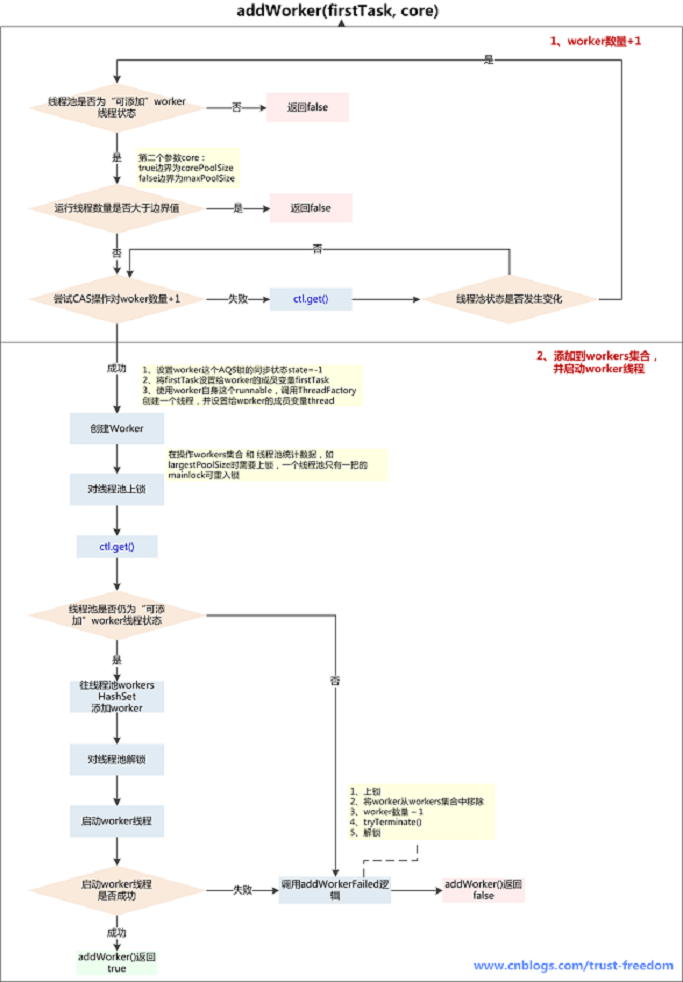 addWorker(firstTask, core)
1、worker数量+1
是
线程池是否为“可添加”worker
线程状态
否
返回false
是
第二个参数core：
true边界为corePoolSize
false边界为maxPoolSize
运行线程数量是否大于边界值
是
返回false
否
否
尝试CAS操作对woker数量+1
失败
ctl.get()
线程池状态是否发生变化
2、添加到workers集合，
并启动worker线程
成功
1、设置worker这个AQS锁的同步状态state=-1
2、将firstTask设置给worker的成员变量firstTask
3、使用worker自身这个runnable，调用ThreadFactory
创建一个线程，并设置给worker的成员变量thread
创建Worker
在操作workers集合 和 线程池统计数据，如
largestPoolSize时需要上锁，一个线程池只有一把的
mainlock可重入锁
对线程池上锁
ctl.get()
线程池是否仍为“可添
加”worker线程状态
是
否
往线程池workers
HashSet
添加worker
对线程池解锁
启动worker线程
1、上锁
2、将worker从workers集合中移除
3、worker数量 - 1
4、tryTerminate()
5、解锁
启动worker线程
是否成功
失败
调用addWorkerFailed逻
辑
addWorker()返回
false
成功
addWorker()返回
true
www.cnblogs.com/trust-freedom